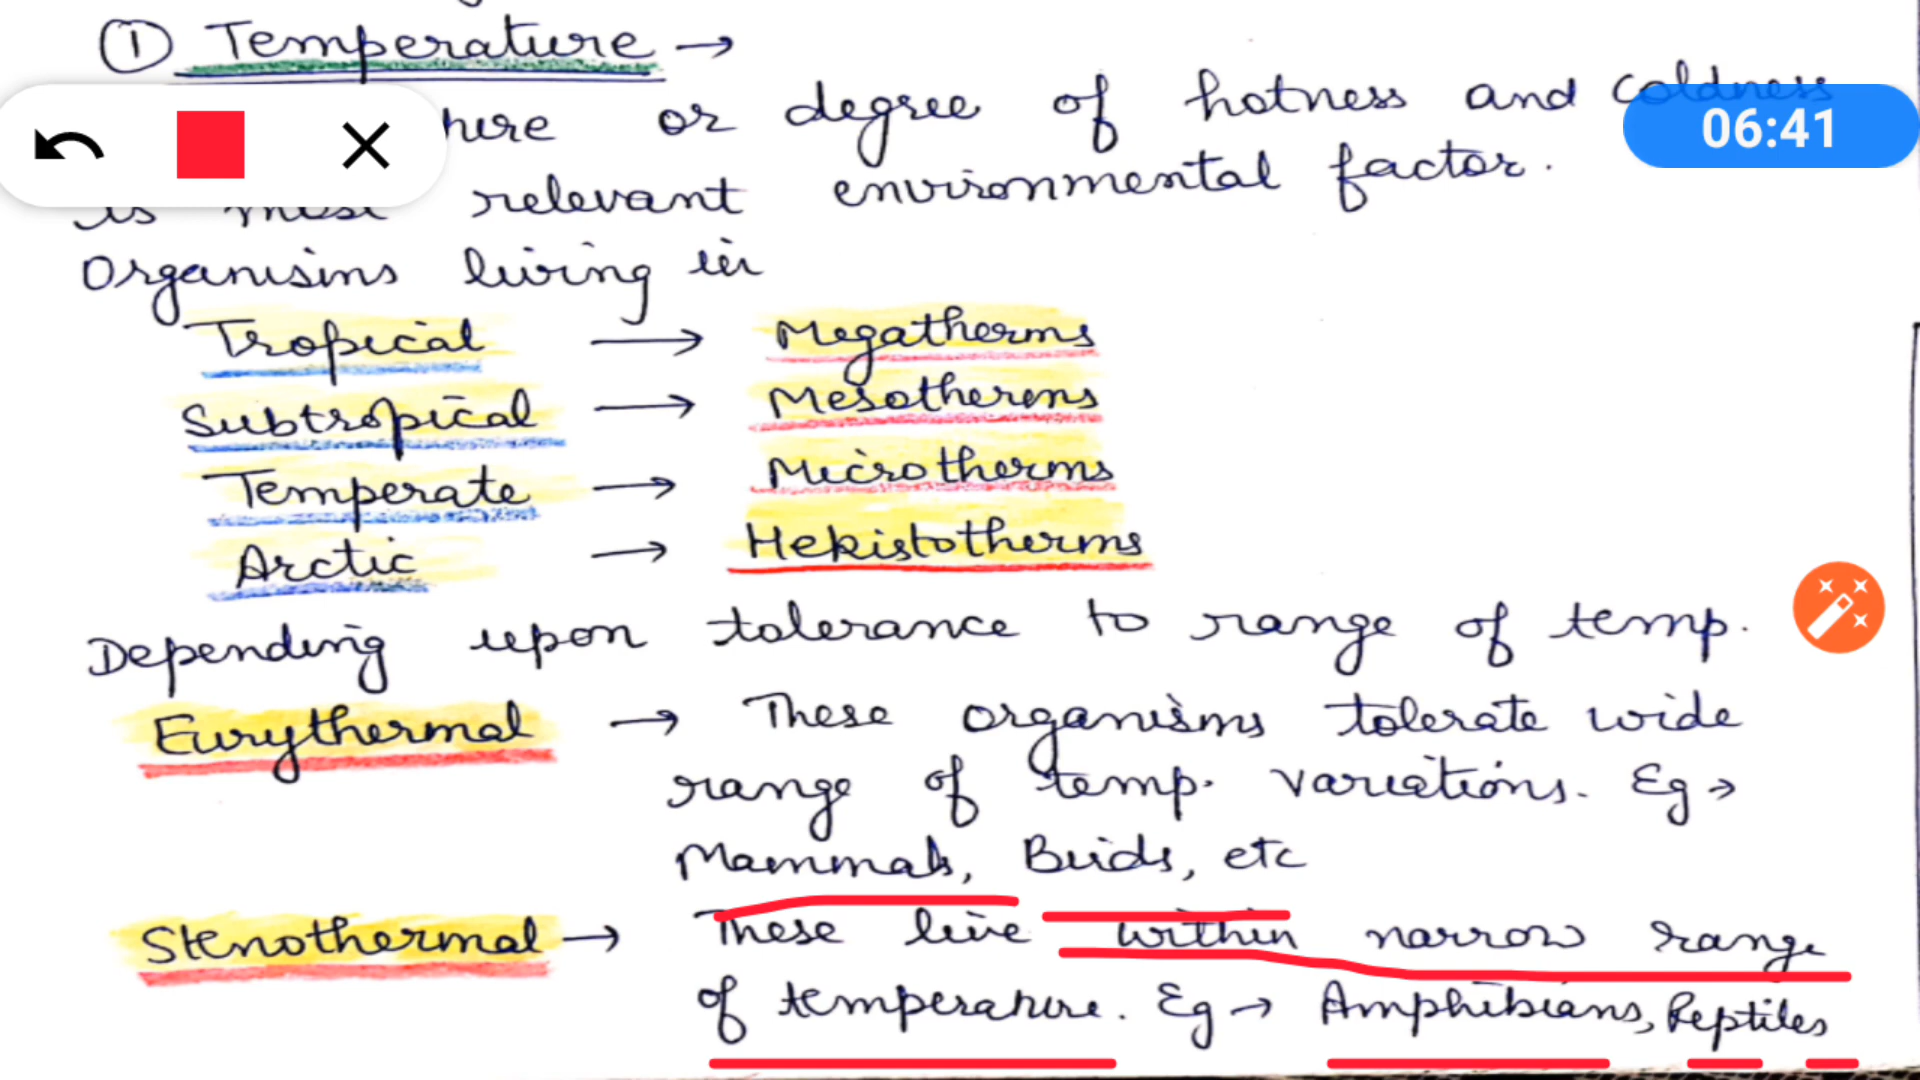 ① Temperature →
or degree of hotness and coldness
06:41
is most relevant environmental factor.
Organisms living in
Tropical → Megatherms
Subtropical → Mesotherms
Temperate → Microtherms
Arctic → Hekistotherms
Depending upon tolerance to range of temp.
Eurythermal → These organisms tolerate wide
range of temp. variations. Eg →
Mammals, Birds, etc
Stenothermal → These live within narrow range
of temperature. Eg → Amphibians, Reptiles